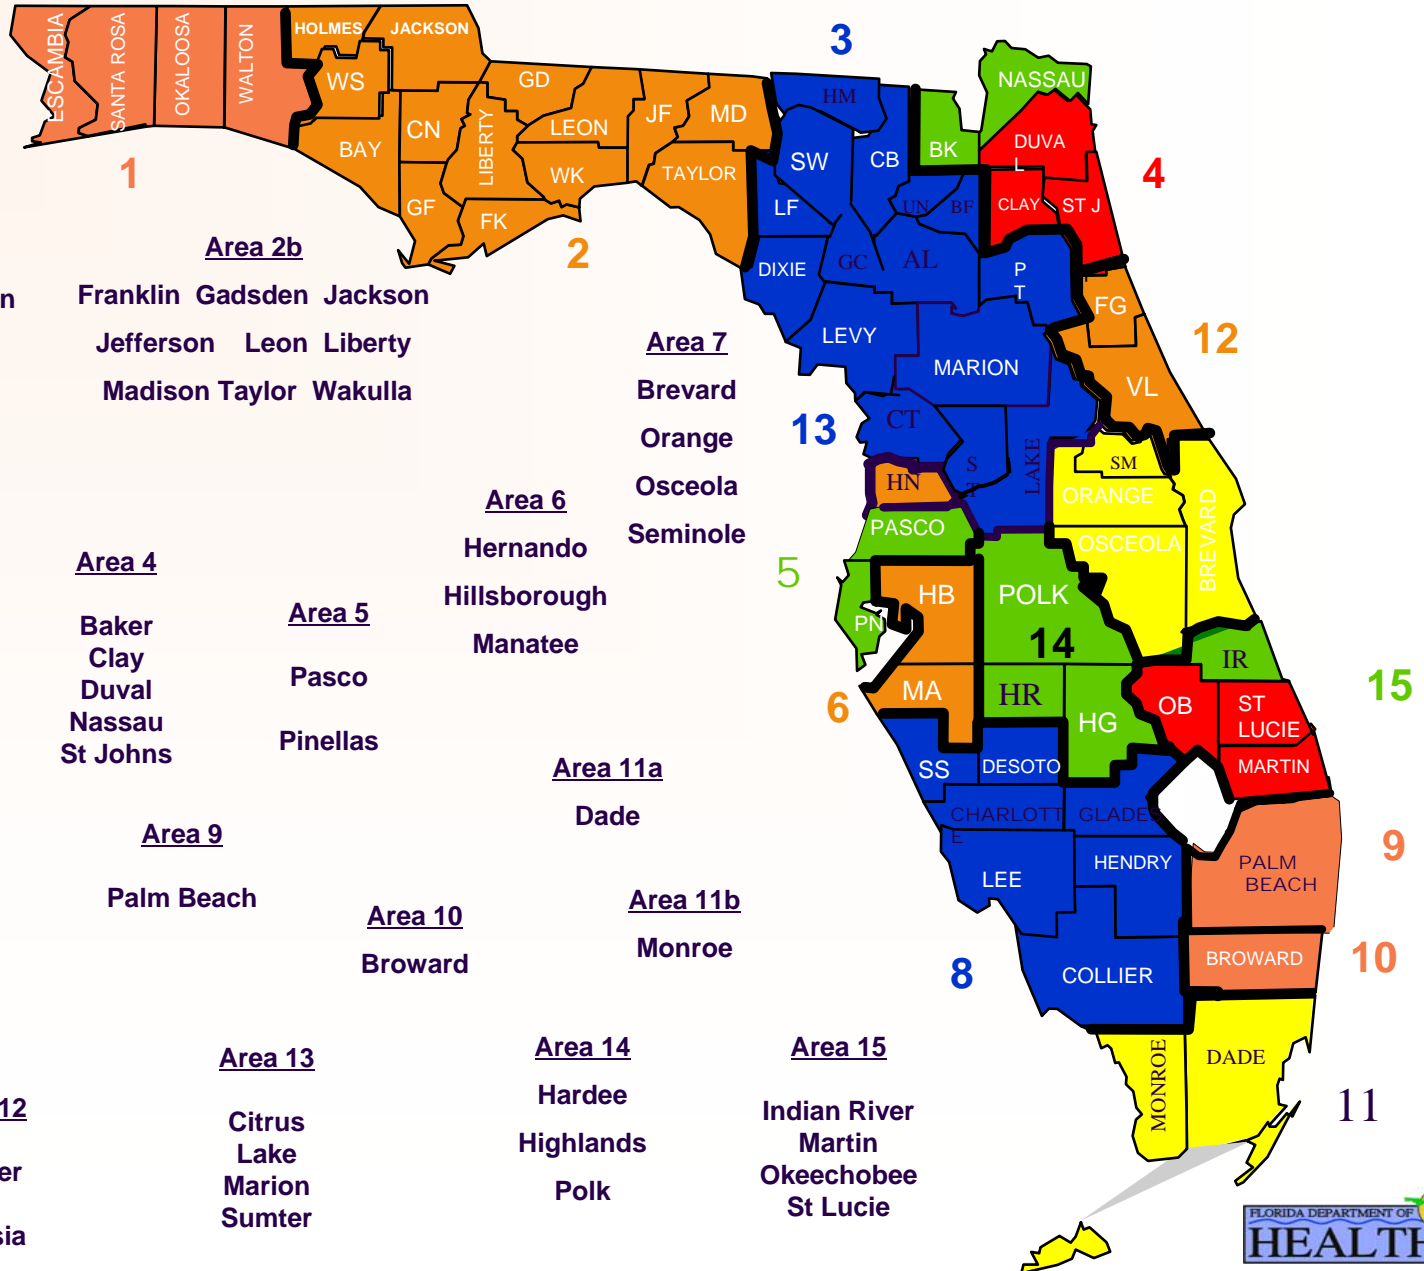 3
HOLMES
JACKSON
ESCAMBIA
SANTA ROSA
OKALOOSA
WALTON
WS
GD
HM
NASSAU
BAY
CN
LIBERTY
LEON
JF
MD
SW
CB
BK
DUVA
L
WK
TAYLOR
1
4
GF
FK
LF
UN
BF
CLAY
ST J
2
DIXIE
GC
AL
P
T
FG
12
LEVY
MARION
VL
13
CT
S
T
LAKE
SM
HN
ORANGE
PASCO
OSCEOLA
BREVARD
5
HB
POLK
PN
14
IR
15
6
MA
HR
HG
OB
ST
LUCIE
SS
DESOTO
MARTIN
CHARLOTT
E
GLADES
9
LEE
HENDRY
PALM
BEACH
8
COLLIER
BROWARD
10
MONROE
DADE
11
Area 2b
n
Franklin Gadsden Jackson
Jefferson Leon Liberty
Madison Taylor Wakulla
Area 7
Brevard
Orange
Osceola
Seminole
Area 6
Hernando
Hillsborough
Manatee
Area 4
Baker
Clay
Duval
Nassau
St Johns
Area 5
Pasco
Pinellas
Area 11a
Dade
Area 9
Palm Beach
Area 10
Broward
Area 11b
Monroe
12
er
sia
Area 13
Citrus
Lake
Marion
Sumter
Area 14
Hardee
Highlands
Polk
Area 15
Indian River
Martin
Okeechobee
St Lucie
FLORIDA DEPARTMENT OF
HEALTH